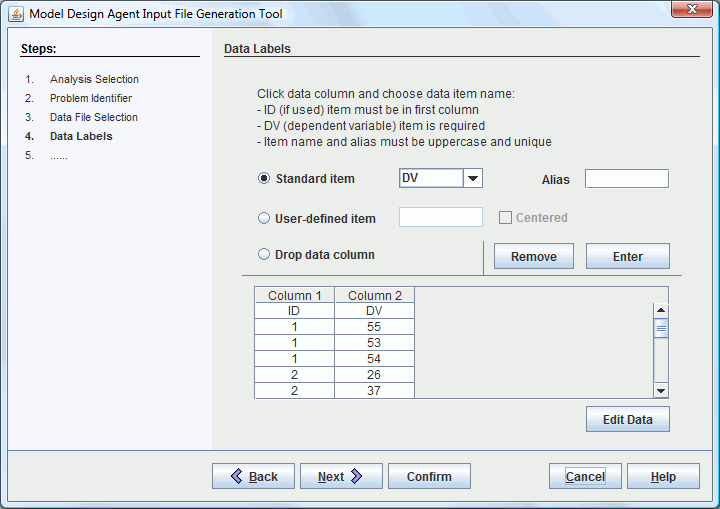 Model Design Agent Input File Generation Tool
Steps:
1. Analysis Selection
2. Problem Identifier
3. Data File Selection
4. Data Labels
5. ......
Data Labels
Click data column and choose data item name:
- ID (if used) item must be in first column
- DV (dependent variable) item is required
- Item name and alias must be uppercase and unique
Standard item DV Alias
User-defined item Centered
Drop data column Remove Enter
Column 1 Column 2
ID DV
1 55
1 53
1 54
2 26
2 37
Edit Data
Back Next Confirm Cancel Help